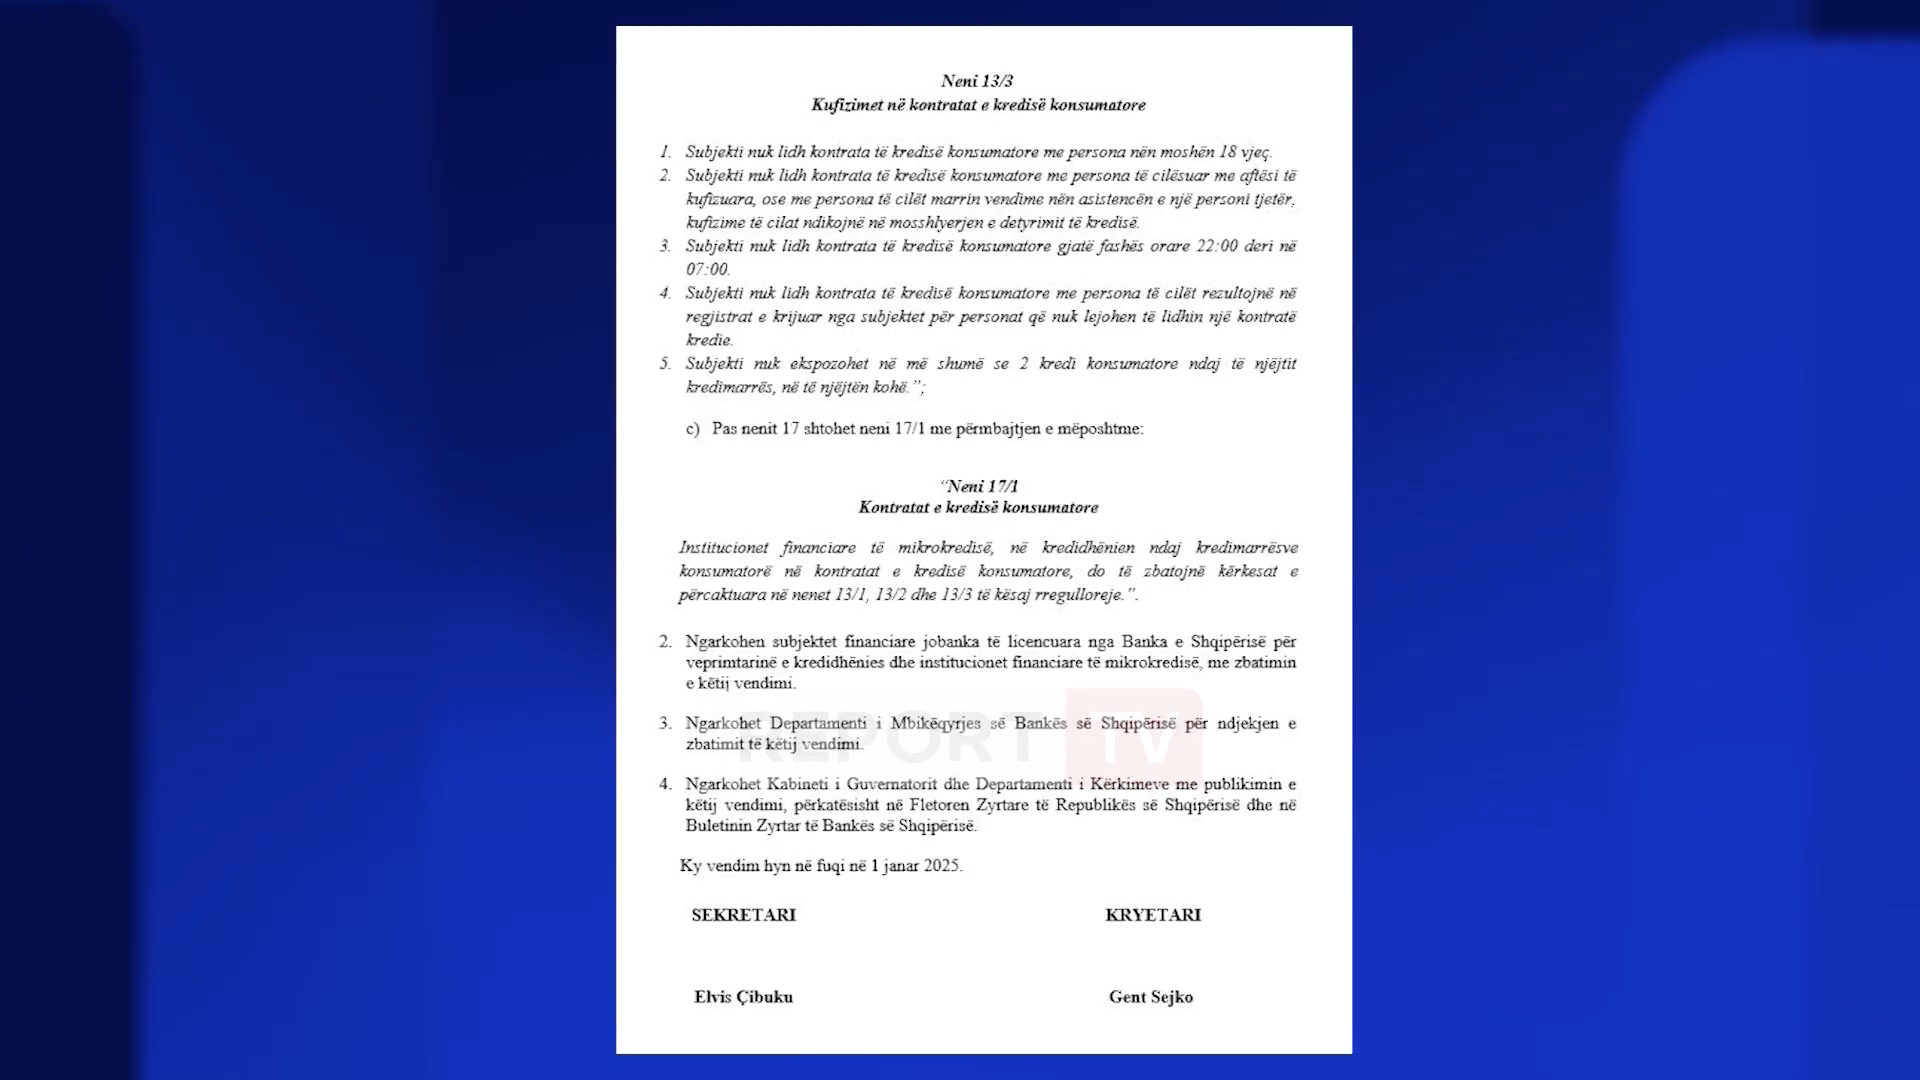 Neni 13/3
Kufizimet në kontratat e kredisë konsumatore
1. Subjekti nuk lidh kontrata të kredisë konsumatore me persona nën moshën 18 vjeç.
2. Subjekti nuk lidh kontrata të kredisë konsumatore me persona të cilësuar me aftësi të
kufizuara, ose me persona të cilët marrin vendime nën asistencën e një personi tjetër,
kufizime të cilat ndikojnë në mosshlyerjen e detyrimit të kredisë.
3. Subjekti nuk lidh kontrata të kredisë konsumatore gjatë fashës orare 22:00 deri në
07:00.
4. Subjekti nuk lidh kontrata të kredisë konsumatore me persona të cilët rezultojnë në
regjistrat e krijuar nga subjektet për personat që nuk lejohen të lidhin një kontratë
kredie.
5. Subjekti nuk ekspozohet në më shumë se 2 kredi konsumatore ndaj të njëjtit
kredimarrës, në të njëjtën kohë.”;
c) Pas nenit 17 shtohet neni 17/1 me përmbajtjen e mëposhtme:
“Neni 17/1
Kontratat e kredisë konsumatore
Institucionet financiare të mikrokredisë, në kredidhënien ndaj kredimarrësve
konsumatorë në kontratat e kredisë konsumatore, do të zbatojnë kërkesat e
përcaktuara në nenet 13/1, 13/2 dhe 13/3 të kësaj rregulloreje.”.
2. Ngarkohen subjektet financiare jobanka të licencuara nga Banka e Shqipërisë për
veprimtarinë e kredidhënies dhe institucionet financiare të mikrokredisë, me zbatimin
e këtij vendimi.
3. Ngarkohet Departamenti i Mbikëqyrjes së Bankës së Shqipërisë për ndjekjen e
zbatimit të këtij vendimi.
REPORT TV
4. Ngarkohet Kabineti i Guvernatorit dhe Departamenti i Kërkimeve me publikimin e
këtij vendimi, përkatësisht në Fletoren Zyrtare të Republikës së Shqipërisë dhe në
Buletinin Zyrtar të Bankës së Shqipërisë.
Ky vendim hyn në fuqi në 1 janar 2025.
SEKRETARI KRYETARI
Elvis Çibuku Gent Sejko